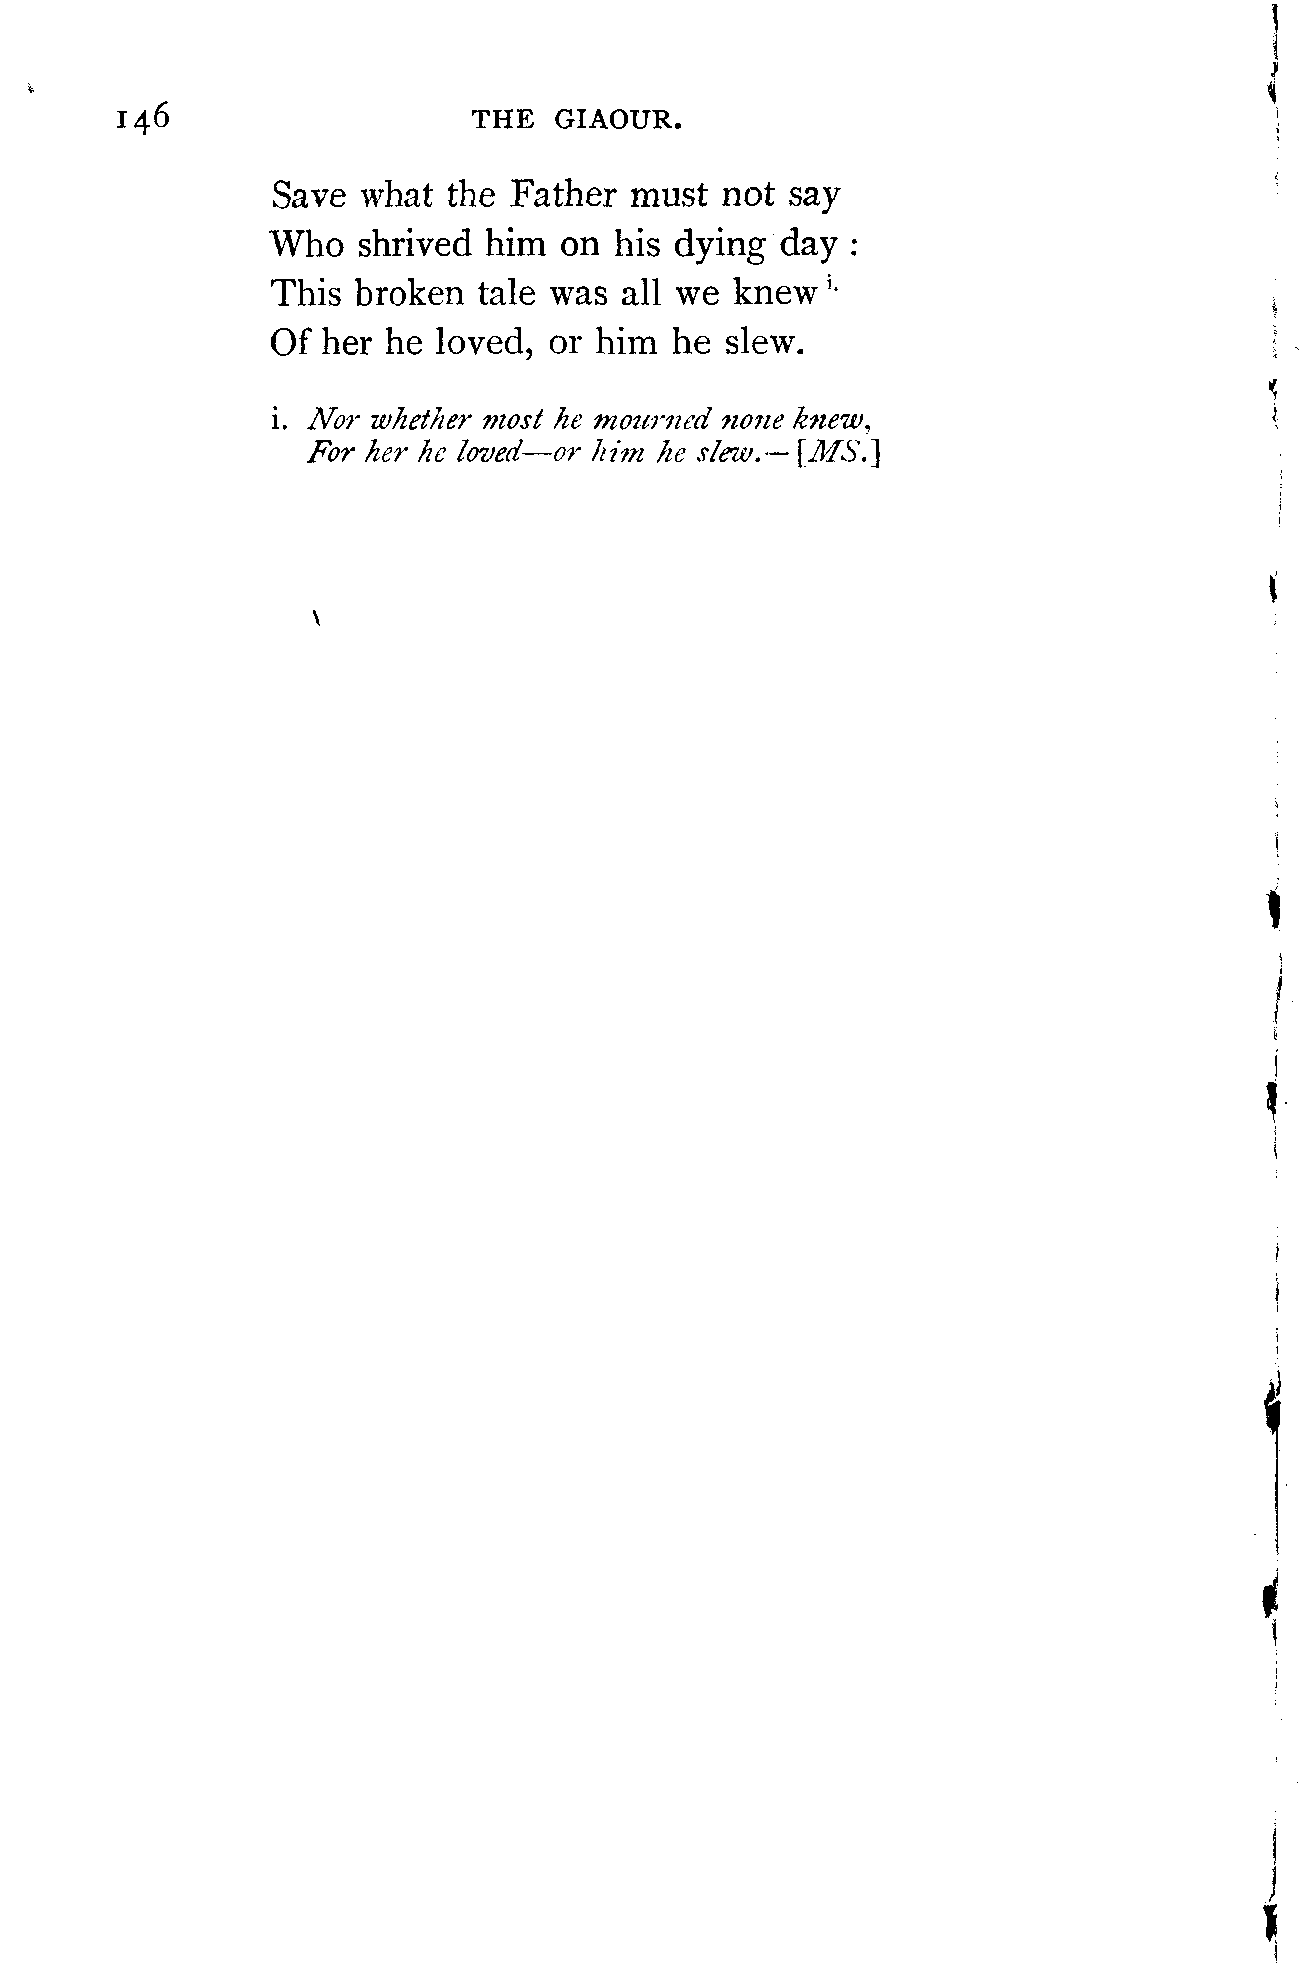 146 THE GIAOUR.
Save what the Father must not say
Who shrived him on his dying day :
This broken tale was all we knew i.
Of her he loved, or him he slew.
i. Nor whether most he mourned none knew,
For her he loved—or him he slew.—[MS.]